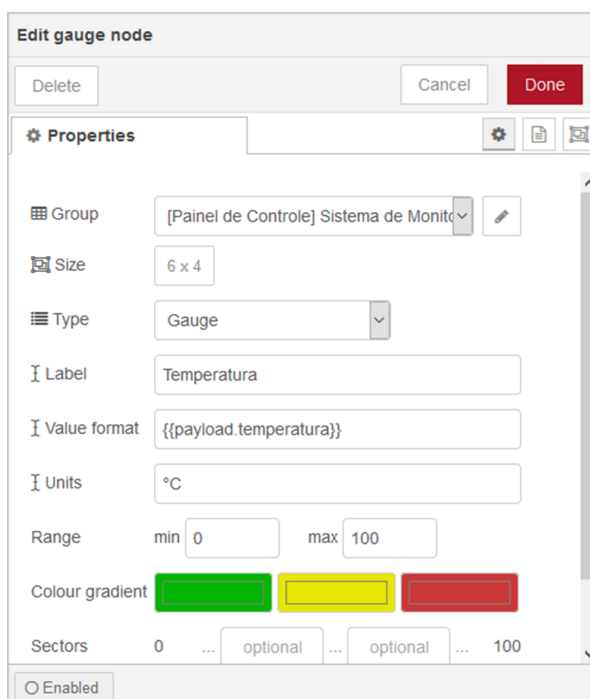 Edit gauge node
Delete Cancel Done
Properties
Group [Painel de Controle] Sistema de Monito
Size 6 x 4
Type Gauge
Label Temperatura
Value format {{payload.temperatura}}
Units °C
Range min 0 max 100
Colour gradient
Sectors 0 ... optional ... optional ... 100
Enabled